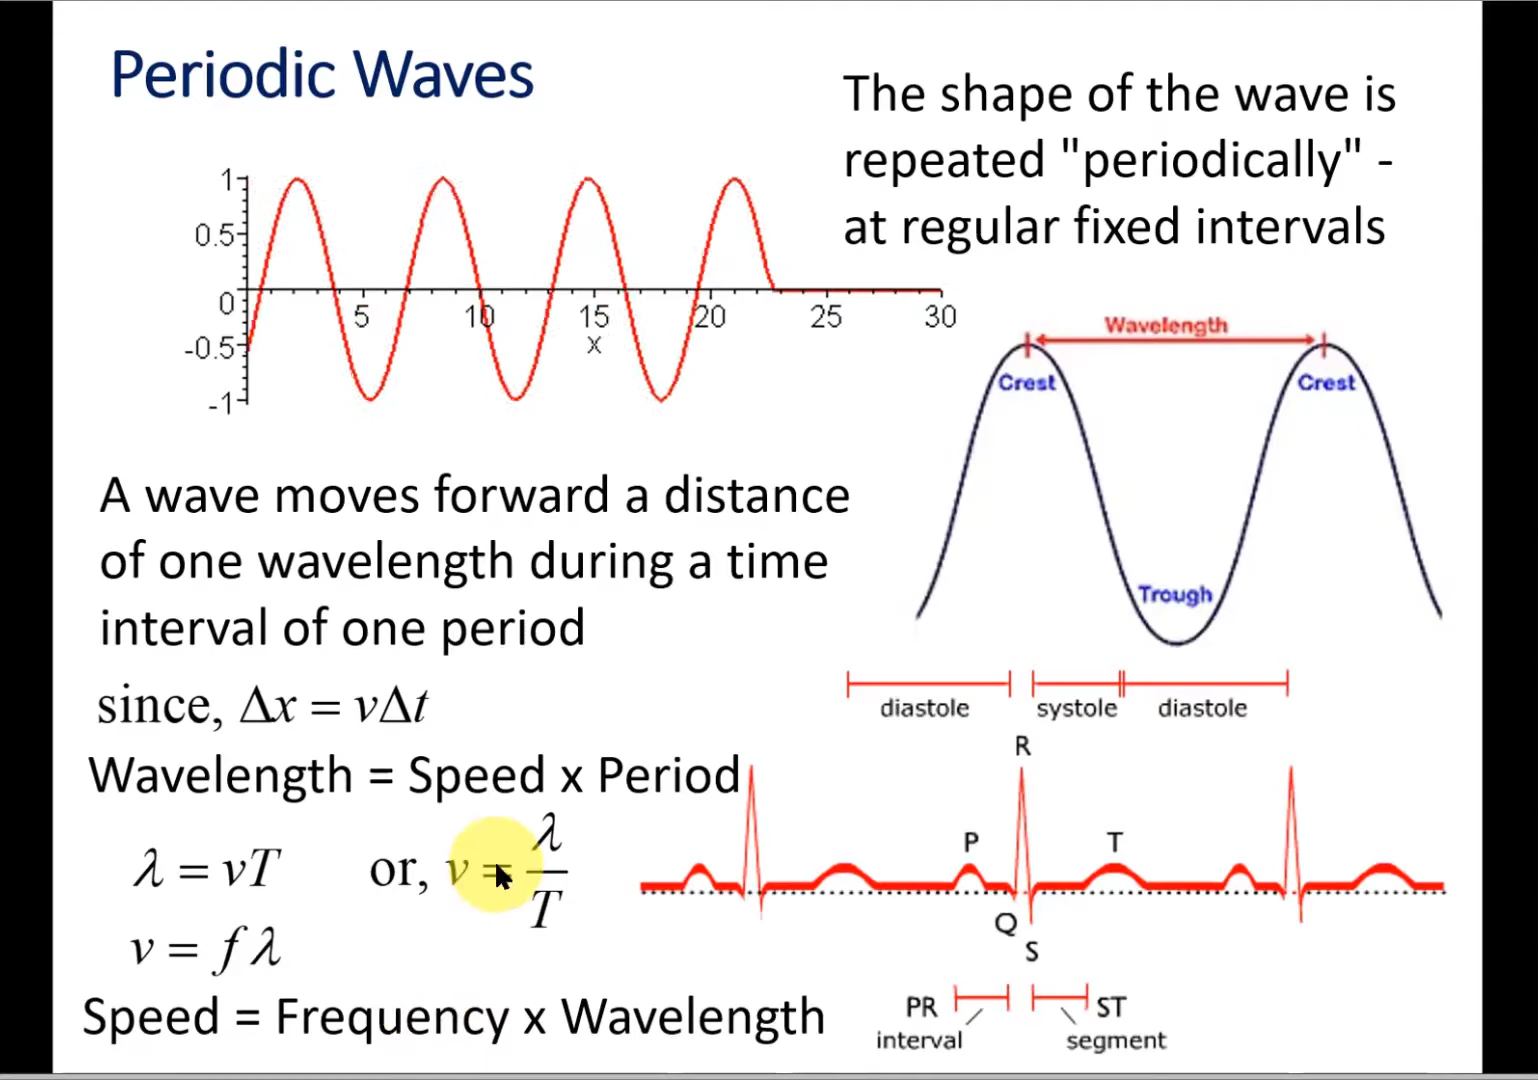 Periodic Waves
The shape of the wave is
repeated "periodically" -
at regular fixed intervals
1
0.5
0
-0.5
-1
5 10 15 20 25 30
x
Wavelength
Crest Crest
Trough
A wave moves forward a distance
of one wavelength during a time
interval of one period
since, Δx = vΔt
Wavelength = Speed x Period
λ = vT or, v = λ/T
v = f λ
Speed = Frequency x Wavelength
diastole systole diastole
R
P T
Q
S
PR ST
interval segment